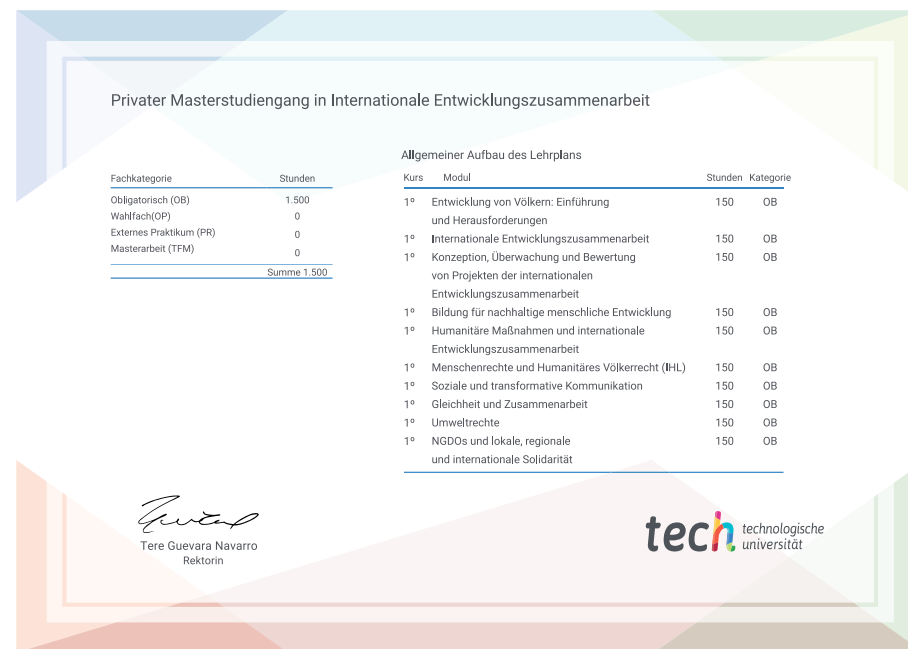 Privater Masterstudiengang in Internationale Entwicklungszusammenarbeit
Fachkategorie Stunden
Obligatorisch (OB) 1.500
Wahlfach(OP) 0
Externes Praktikum (PR) 0
Masterarbeit (TFM) 0
Summe 1.500
Allgemeiner Aufbau des Lehrplans
Kurs Modul Stunden Kategorie
1º Entwicklung von Völkern: Einführung 150 OB
und Herausforderungen
1º Internationale Entwicklungszusammenarbeit 150 OB
1º Konzeption, Überwachung und Bewertung 150 OB
von Projekten der internationalen
Entwicklungszusammenarbeit
1º Bildung für nachhaltige menschliche Entwicklung 150 OB
1º Humanitäre Maßnahmen und internationale 150 OB
Entwicklungszusammenarbeit
1º Menschenrechte und Humanitäres Völkerrecht (IHL) 150 OB
1º Soziale und transformative Kommunikation 150 OB
1º Gleichheit und Zusammenarbeit 150 OB
1º Umweltrechte 150 OB
1º NGDOs und lokale, regionale 150 OB
und internationale Solidarität
Tere Guevara Navarro
Rektorin
tech technologische
universität